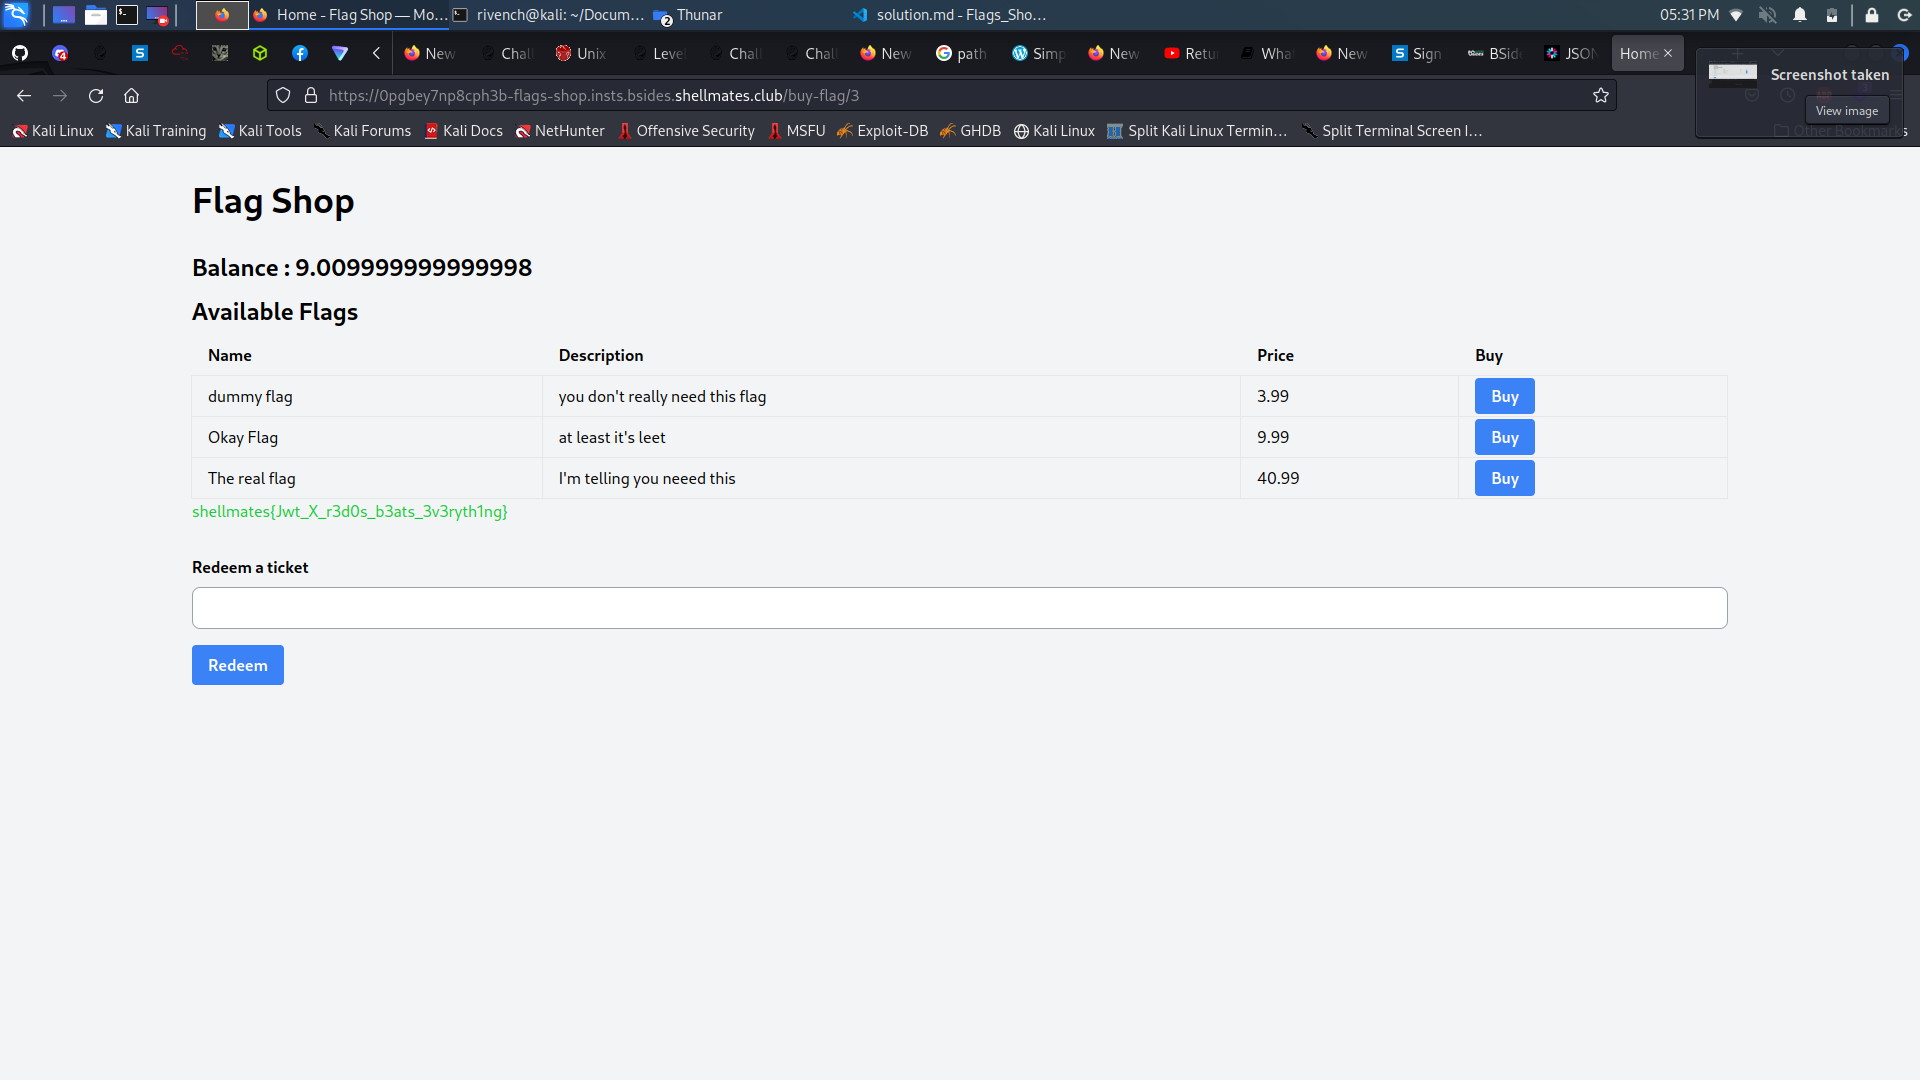 Home - Flag Shop — Mo...
rivench@kali: ~/Docum...
2
Thunar
solution.md - Flags_Sho...
05:31 PM
4
S
New
Chall
Unix
Leve
Chall
Chall
New
path
Simp
New
Retu
What
New
Sign
BSid
JSON
Home
Screenshot taken
View image
https://0pgbey7np8cph3b-flags-shop.insts.bsides.shellmates.club/buy-flag/3
Kali Linux
Kali Training
Kali Tools
Kali Forums
Kali Docs
NetHunter
Offensive Security
MSFU
Exploit-DB
GHDB
Kali Linux
Split Kali Linux Termin...
Split Terminal Screen I...
Other Bookmarks
Flag Shop
Balance : 9.009999999999998
Available Flags
Name Description Price Buy
dummy flag you don't really need this flag 3.99 Buy
Okay Flag at least it's leet 9.99 Buy
The real flag I'm telling you neeed this 40.99 Buy
shellmates{Jwt_X_r3d0s_b3ats_3v3ryth1ng}
Redeem a ticket
Redeem